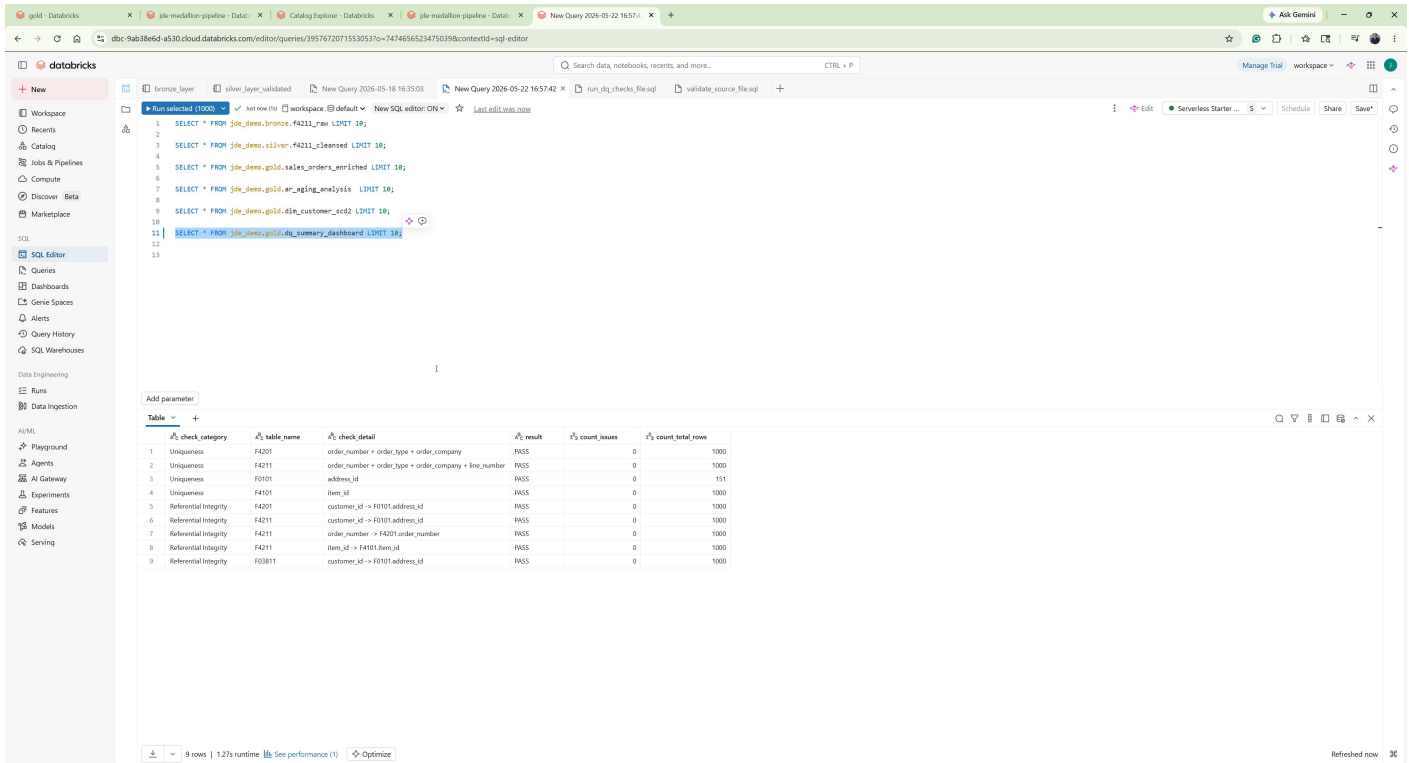 gold - Databricks
jde-medallion-pipeline - Datab
Catalog Explorer - Databricks
jde-medallion-pipeline - Datab
New Query 2026-05-22 16:57:4
Ask Gemini
dbc-9ab38e6d-a530.cloud.databricks.com/editor/queries/3957672071553053?o=7474656523475039&contextId=sql-editor
databricks
Search data, notebooks, recents, and more...
CTRL + P
Manage Trial
workspace
New
Workspace
Recents
Catalog
Jobs & Pipelines
Compute
Discover Beta
Marketplace
SQL
SQL Editor
Queries
Dashboards
Genie Spaces
Alerts
Query History
SQL Warehouses
Data Engineering
Runs
Data Ingestion
AI/ML
Playground
Agents
AI Gateway
Experiments
Features
Models
Serving
bronze_layer
silver_layer_validated
New Query 2026-05-18 16:35:03
New Query 2026-05-22 16:57:42
run_dq_checks_file.sql
validate_source_file.sql
Run selected (1000)
Just now (1s)
workspace
default
New SQL editor: ON
Last edit was now
Edit
Serverless Starter ...
S
Schedule
Share
Save*
1 SELECT * FROM jde_demo.bronze.f4211_raw LIMIT 10;
2
3 SELECT * FROM jde_demo.silver.f4211_cleansed LIMIT 10;
4
5 SELECT * FROM jde_demo.gold.sales_orders_enriched LIMIT 10;
6
7 SELECT * FROM jde_demo.gold.ar_aging_analysis LIMIT 10;
8
9 SELECT * FROM jde_demo.gold.dim_customer_scd2 LIMIT 10;
10
11 SELECT * FROM jde_demo.gold.dq_summary_dashboard LIMIT 10;
12
13
Add parameter
Table
check_category table_name check_detail result count_issues count_total_rows
1 Uniqueness F4201 order_number + order_type + order_company PASS 0 1000
2 Uniqueness F4211 order_number + order_type + order_company + line_number PASS 0 1000
3 Uniqueness F0101 address_id PASS 0 151
4 Uniqueness F4101 item_id PASS 0 1000
5 Referential Integrity F4201 customer_id -> F0101.address_id PASS 0 1000
6 Referential Integrity F4211 customer_id -> F0101.address_id PASS 0 1000
7 Referential Integrity F4211 order_number -> F4201.order_number PASS 0 1000
8 Referential Integrity F4211 item_id -> F4101.item_id PASS 0 1000
9 Referential Integrity F03B11 customer_id -> F0101.address_id PASS 0 1000
9 rows | 1.27s runtime
See performance (1)
Optimize
Refreshed now